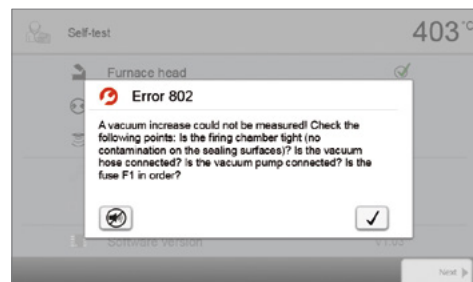 Self-test
403 °C
Furnace head
Error 802
A vacuum increase could not be measured! Check the
following points: Is the firing chamber tight (no
contamination on the sealing surfaces)? Is the vacuum
hose connected? Is the vacuum pump connected? Is the
fuse F1 in order?
Software version
V1.03
Next